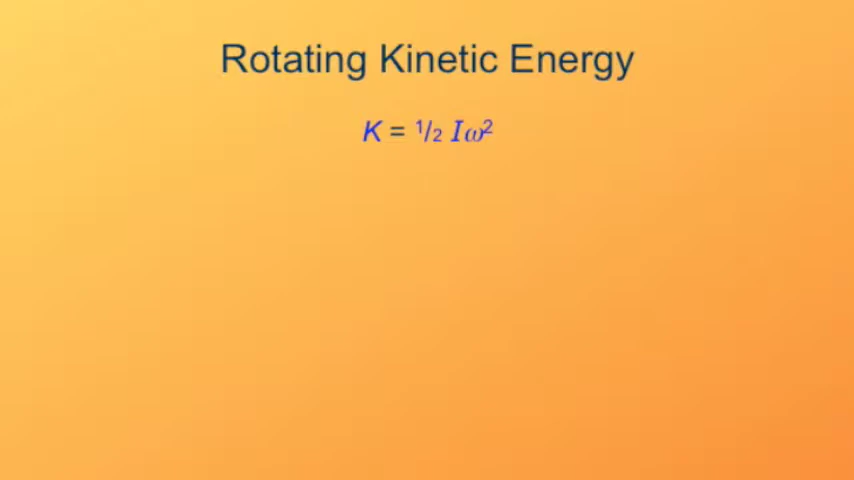 Rotating Kinetic Energy
K = 1/2 Iω²